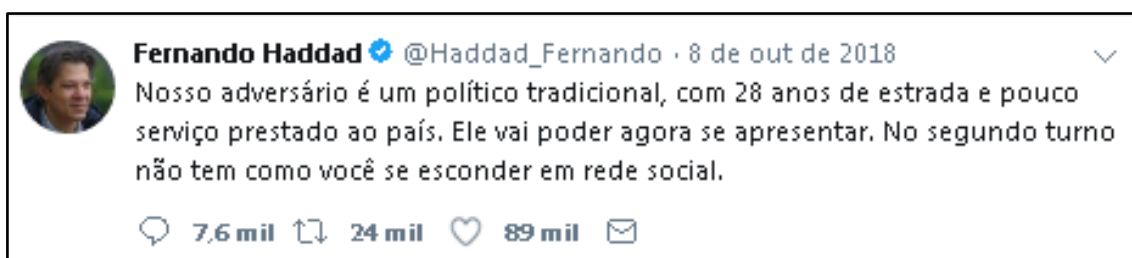 Fernando Haddad @Haddad_Fernando · 8 de out de 2018
Nosso adversário é um político tradicional, com 28 anos de estrada e pouco
serviço prestado ao país. Ele vai poder agora se apresentar. No segundo turno
não tem como você se esconder em rede social.
7,6 mil 24 mil 89 mil